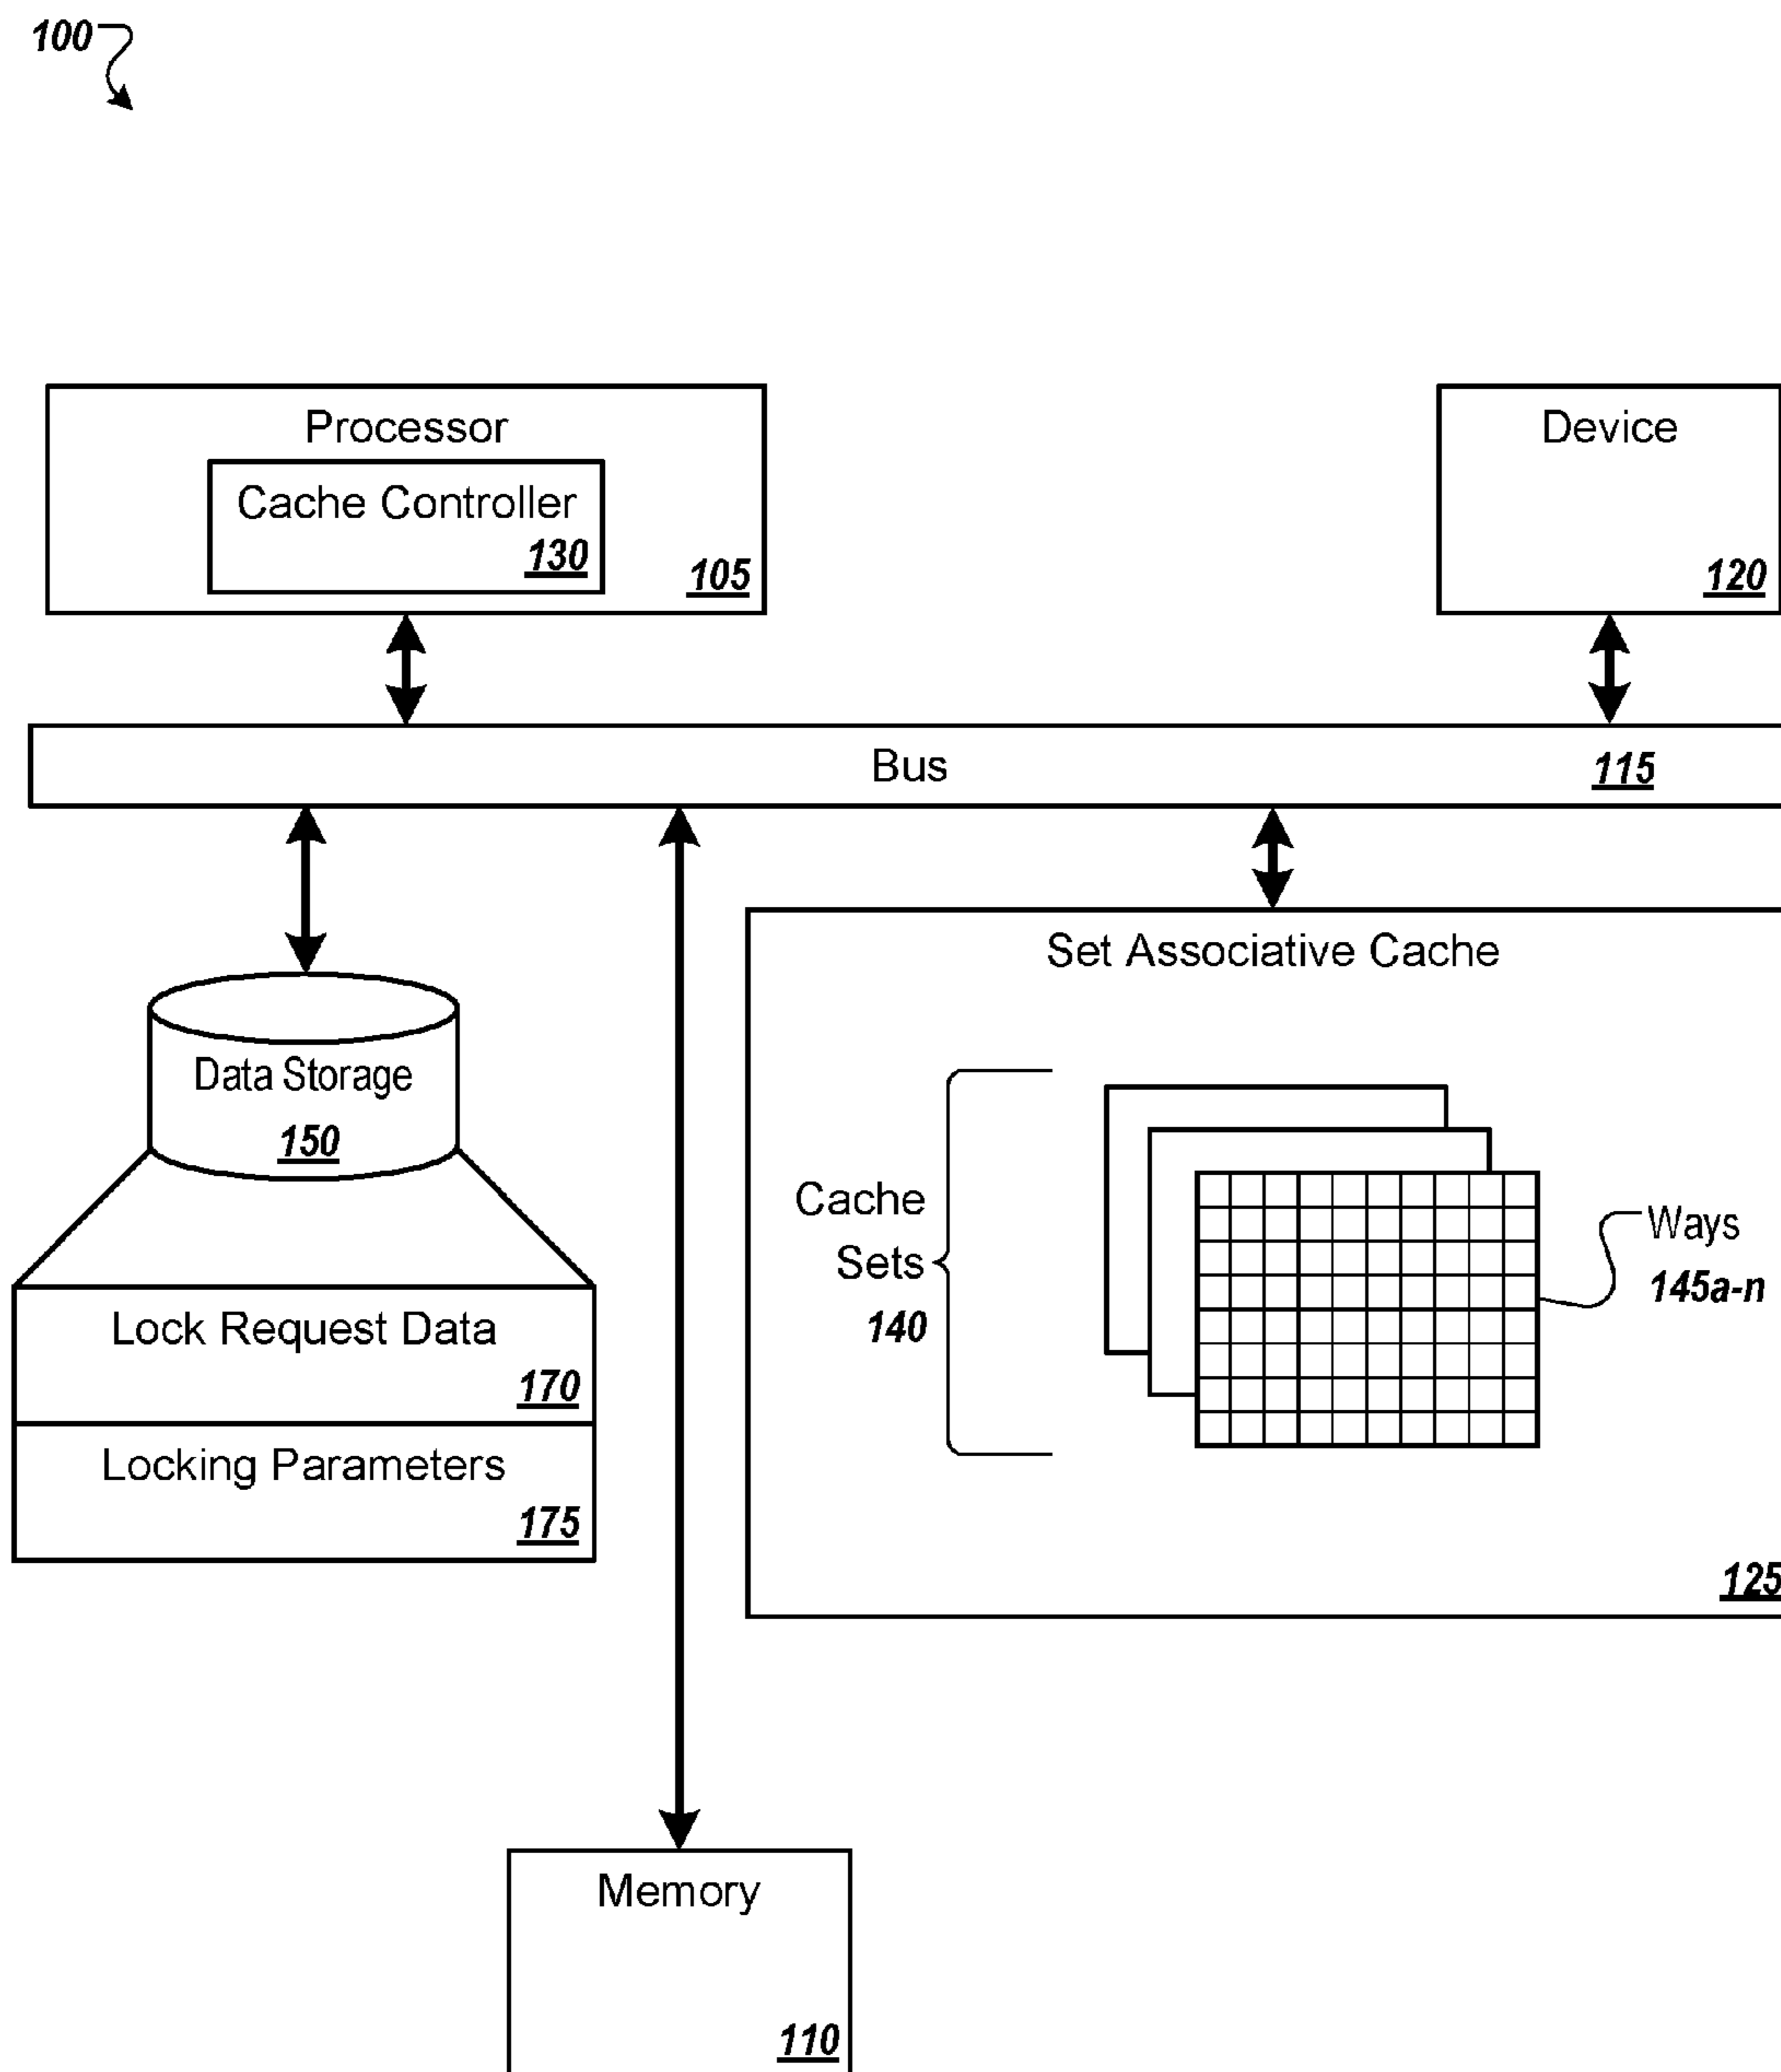 100
Processor
Cache Controller
130
105
Device
120
Bus
115
Data Storage
150
Lock Request Data
170
Locking Parameters
175
Set Associative Cache
Cache
Sets
140
Ways
145a-n
125
Memory
110